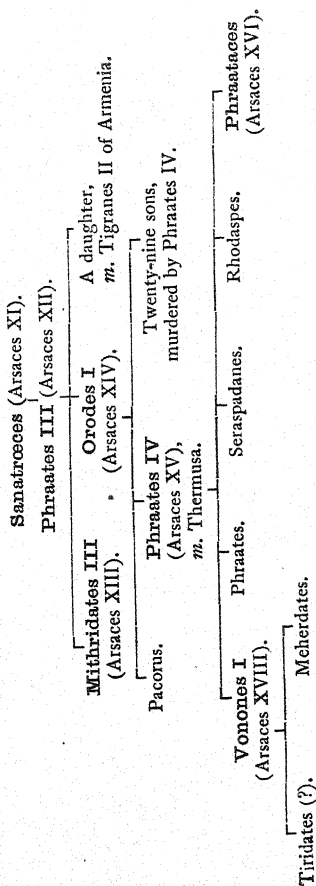 Sanatrœces (Arsaces XI).
Phraates III (Arsaces XII).
Mithridates III
(Arsaces XIII).
Orodes I
(Arsaces XIV).
A daughter,
m. Tigranes II of Armenia.
Pacorus.
Phraates IV
(Arsaces XV),
m. Thermusa.
Twenty-nine sons,
murdered by Phraates IV.
Vonones I
(Arsaces XVIII).
Phraates.
Seraspadanes.
Rhodaspes.
Phraataces
(Arsaces XVI).
Tiridates (?).
Meherdates.